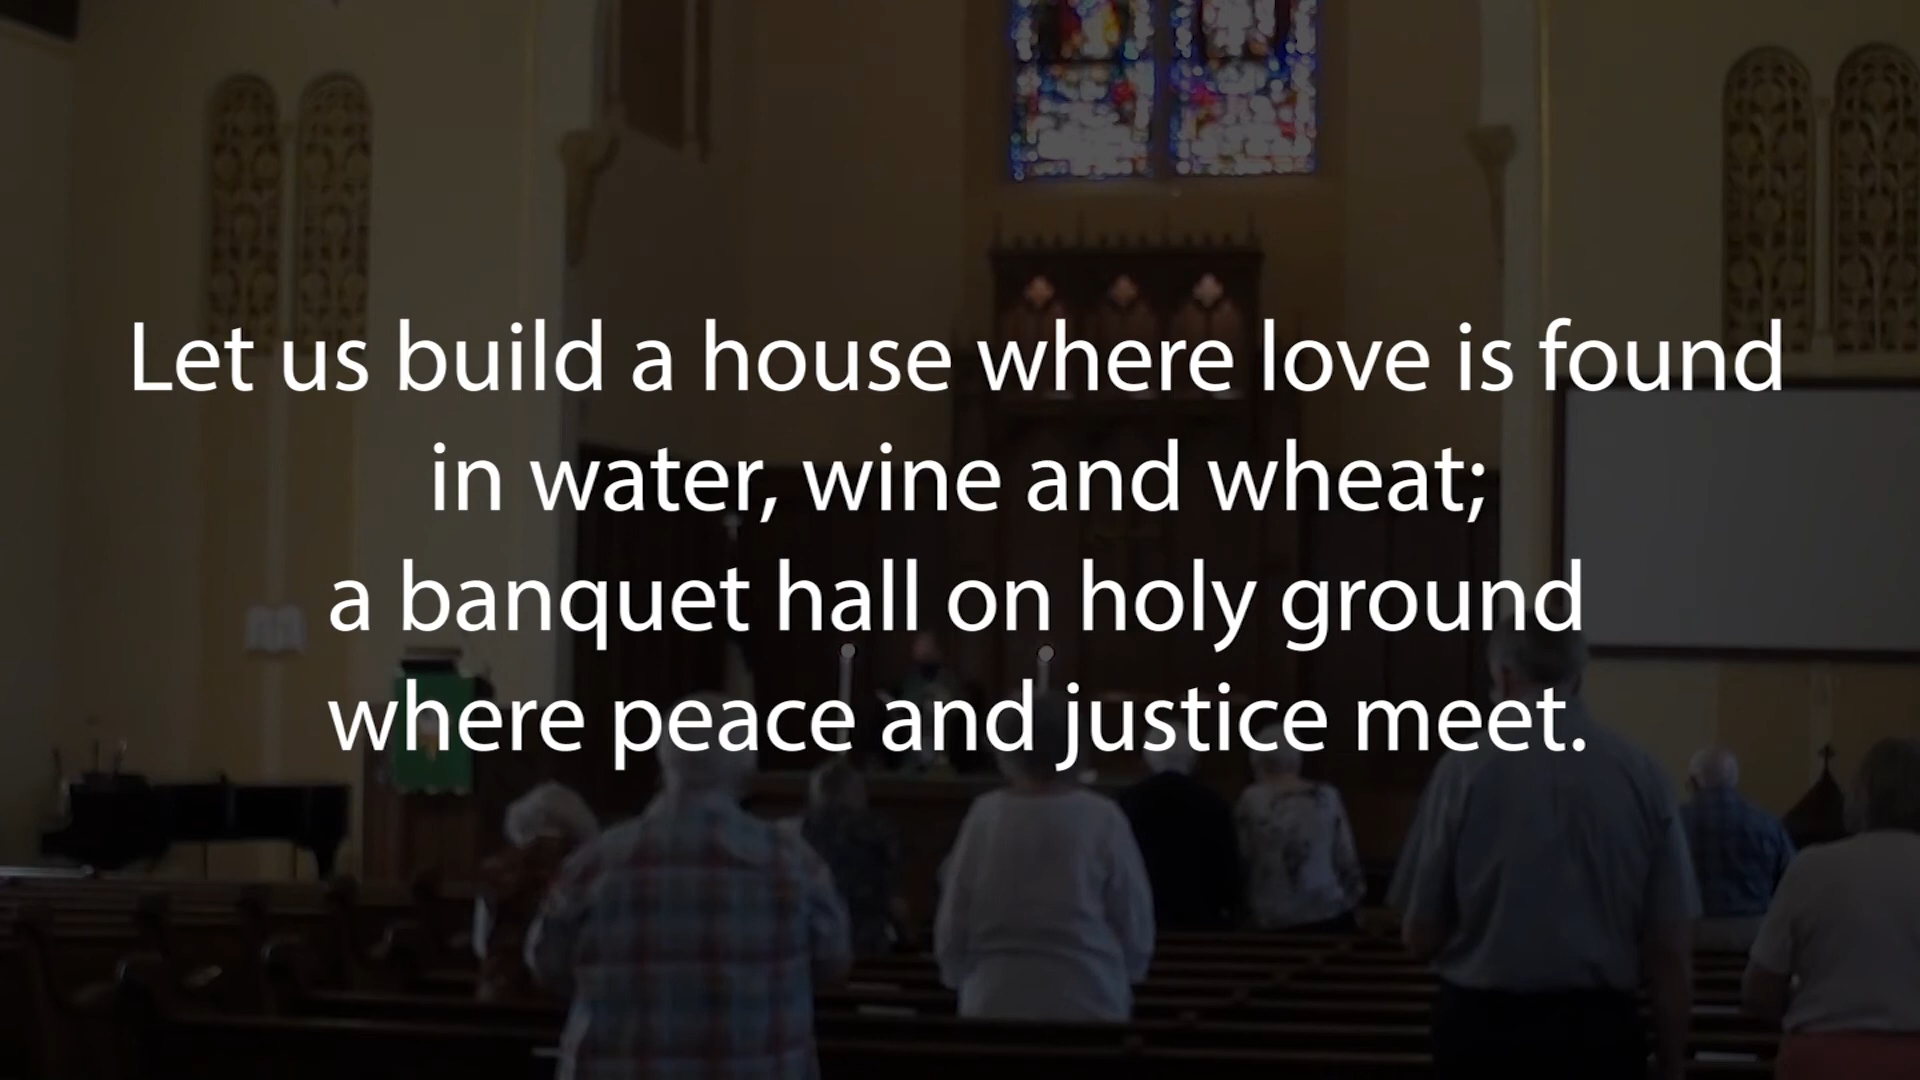 Let us build a house where love is found
in water, wine and wheat;
a banquet hall on holy ground
where peace and justice meet.